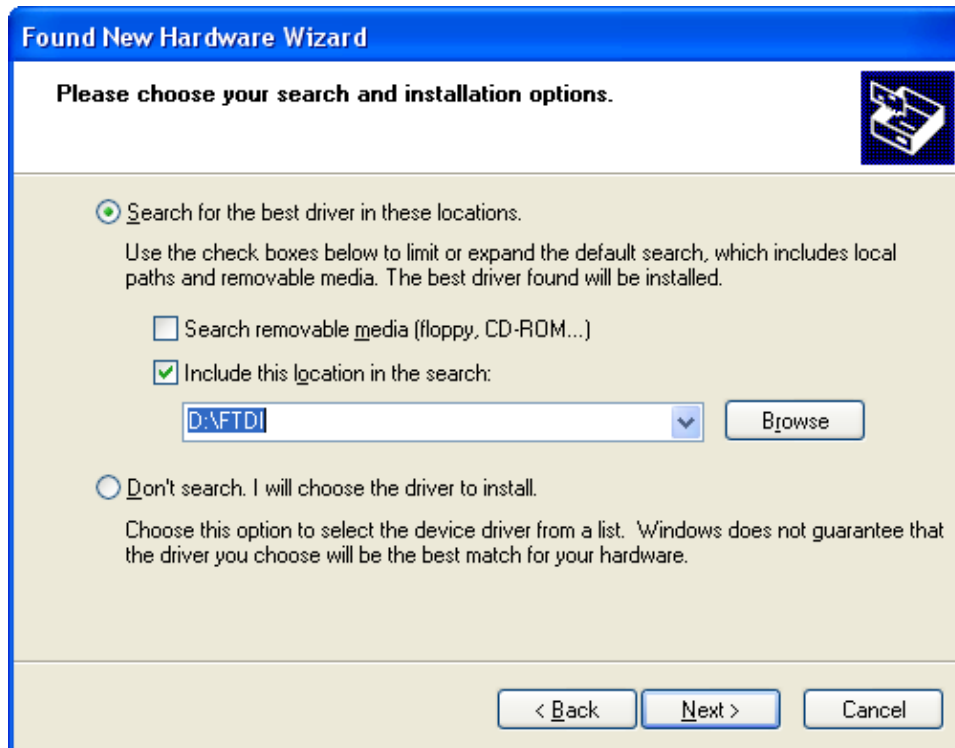 Found New Hardware Wizard
Please choose your search and installation options.
Search for the best driver in these locations.
Use the check boxes below to limit or expand the default search, which includes local
paths and removable media. The best driver found will be installed.
Search removable media (floppy, CD-ROM...)
Include this location in the search:
D:\FTDI
Browse
Don't search. I will choose the driver to install.
Choose this option to select the device driver from a list. Windows does not guarantee that
the driver you choose will be the best match for your hardware.
< Back Next > Cancel